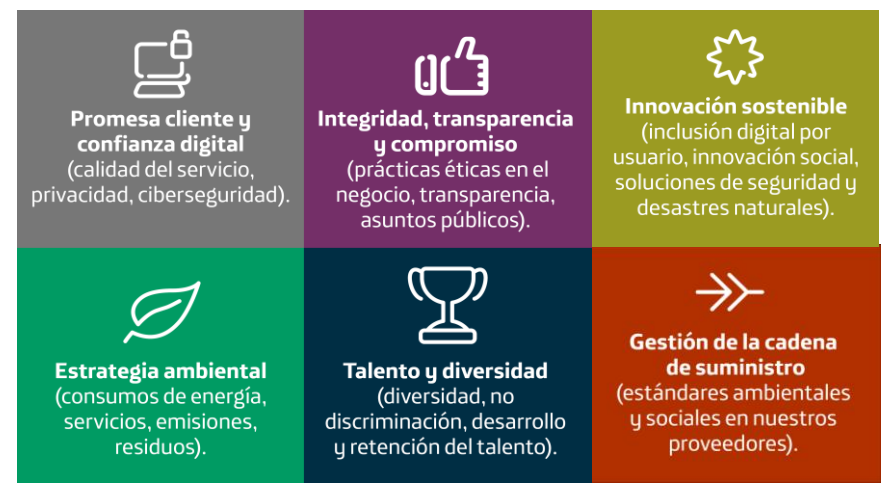 Promesa cliente y
confianza digital
(calidad del servicio,
privacidad, ciberseguridad).
Integridad, transparencia
y compromiso
(prácticas éticas en el
negocio, transparencia,
asuntos públicos).
Innovación sostenible
(inclusión digital por
usuario, innovación social,
soluciones de seguridad y
desastres naturales).
Estrategia ambiental
(consumos de energía,
servicios, emisiones,
residuos).
Talento y diversidad
(diversidad, no
discriminación, desarrollo
y retención del talento).
Gestión de la cadena
de suministro
(estándares ambientales
y sociales en nuestros
proveedores).